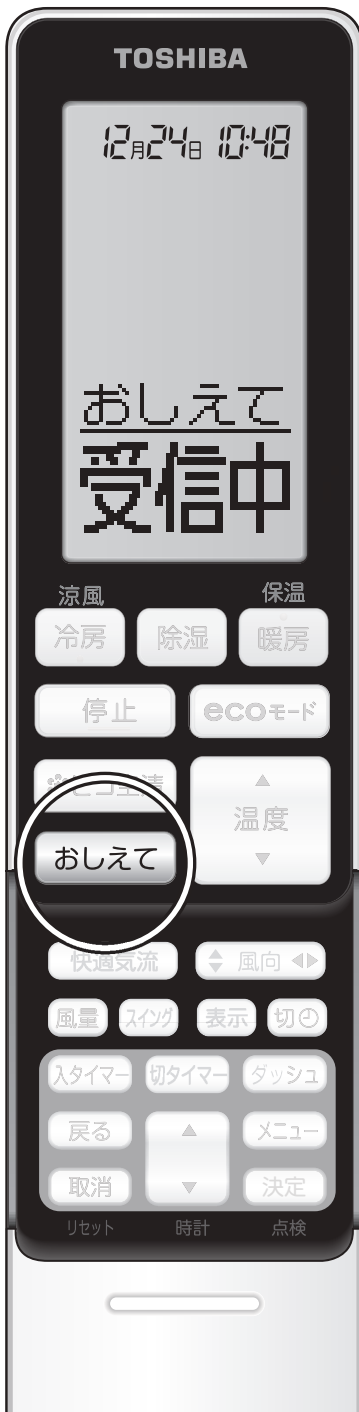 TOSHIBA
12月24日 10:48
おしえて
受信中
涼風 保温
冷房 除湿 暖房
停止 ecoモード
ピコ全清
温度
おしえて
快適気流 風向
風量 スイング 表示 切
入タイマー 切タイマー ダッシュ
戻る メニュー
取消 決定
リセット 時計 点検